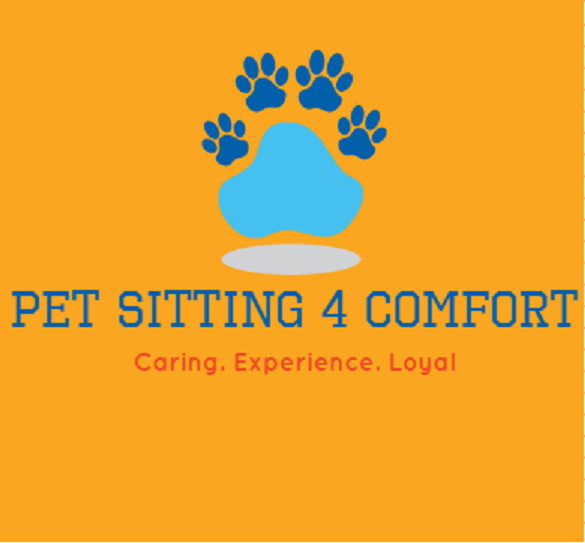 PET SITTING 4 COMFORT
Caring. Experience. Loyal